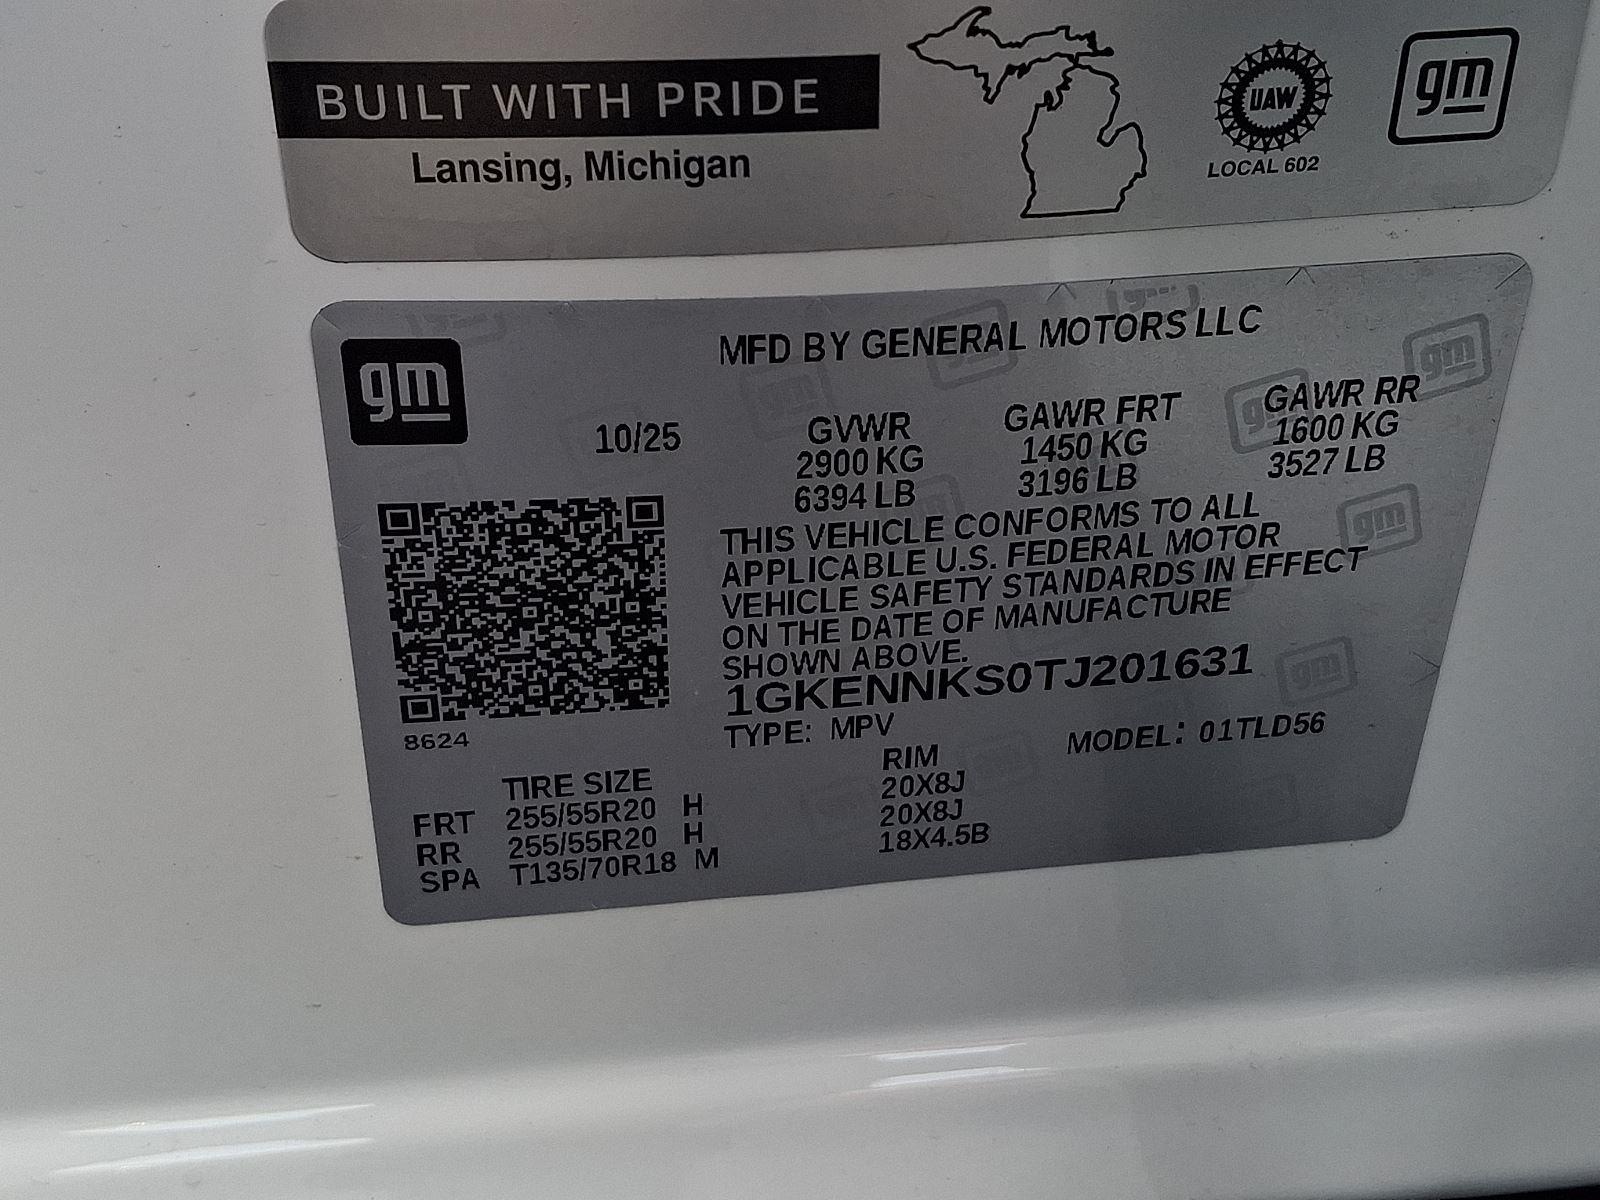 BUILT WITH PRIDE
Lansing, Michigan
UAW
LOCAL 602
gm
gm
MFD BY GENERAL MOTORS LLC
10/25
GVWR GAWR FRT GAWR RR
2900 KG 1450 KG 1600 KG
6394 LB 3196 LB 3527 LB
THIS VEHICLE CONFORMS TO ALL
APPLICABLE U.S. FEDERAL MOTOR
VEHICLE SAFETY STANDARDS IN EFFECT
ON THE DATE OF MANUFACTURE
SHOWN ABOVE.
1GKENNKS0TJ201631
8624
TYPE: MPV MODEL: 01TLD56
TIRE SIZE RIM
FRT 255/55R20 H 20X8J
RR 255/55R20 H 20X8J
SPA T135/70R18 M 18X4.5B